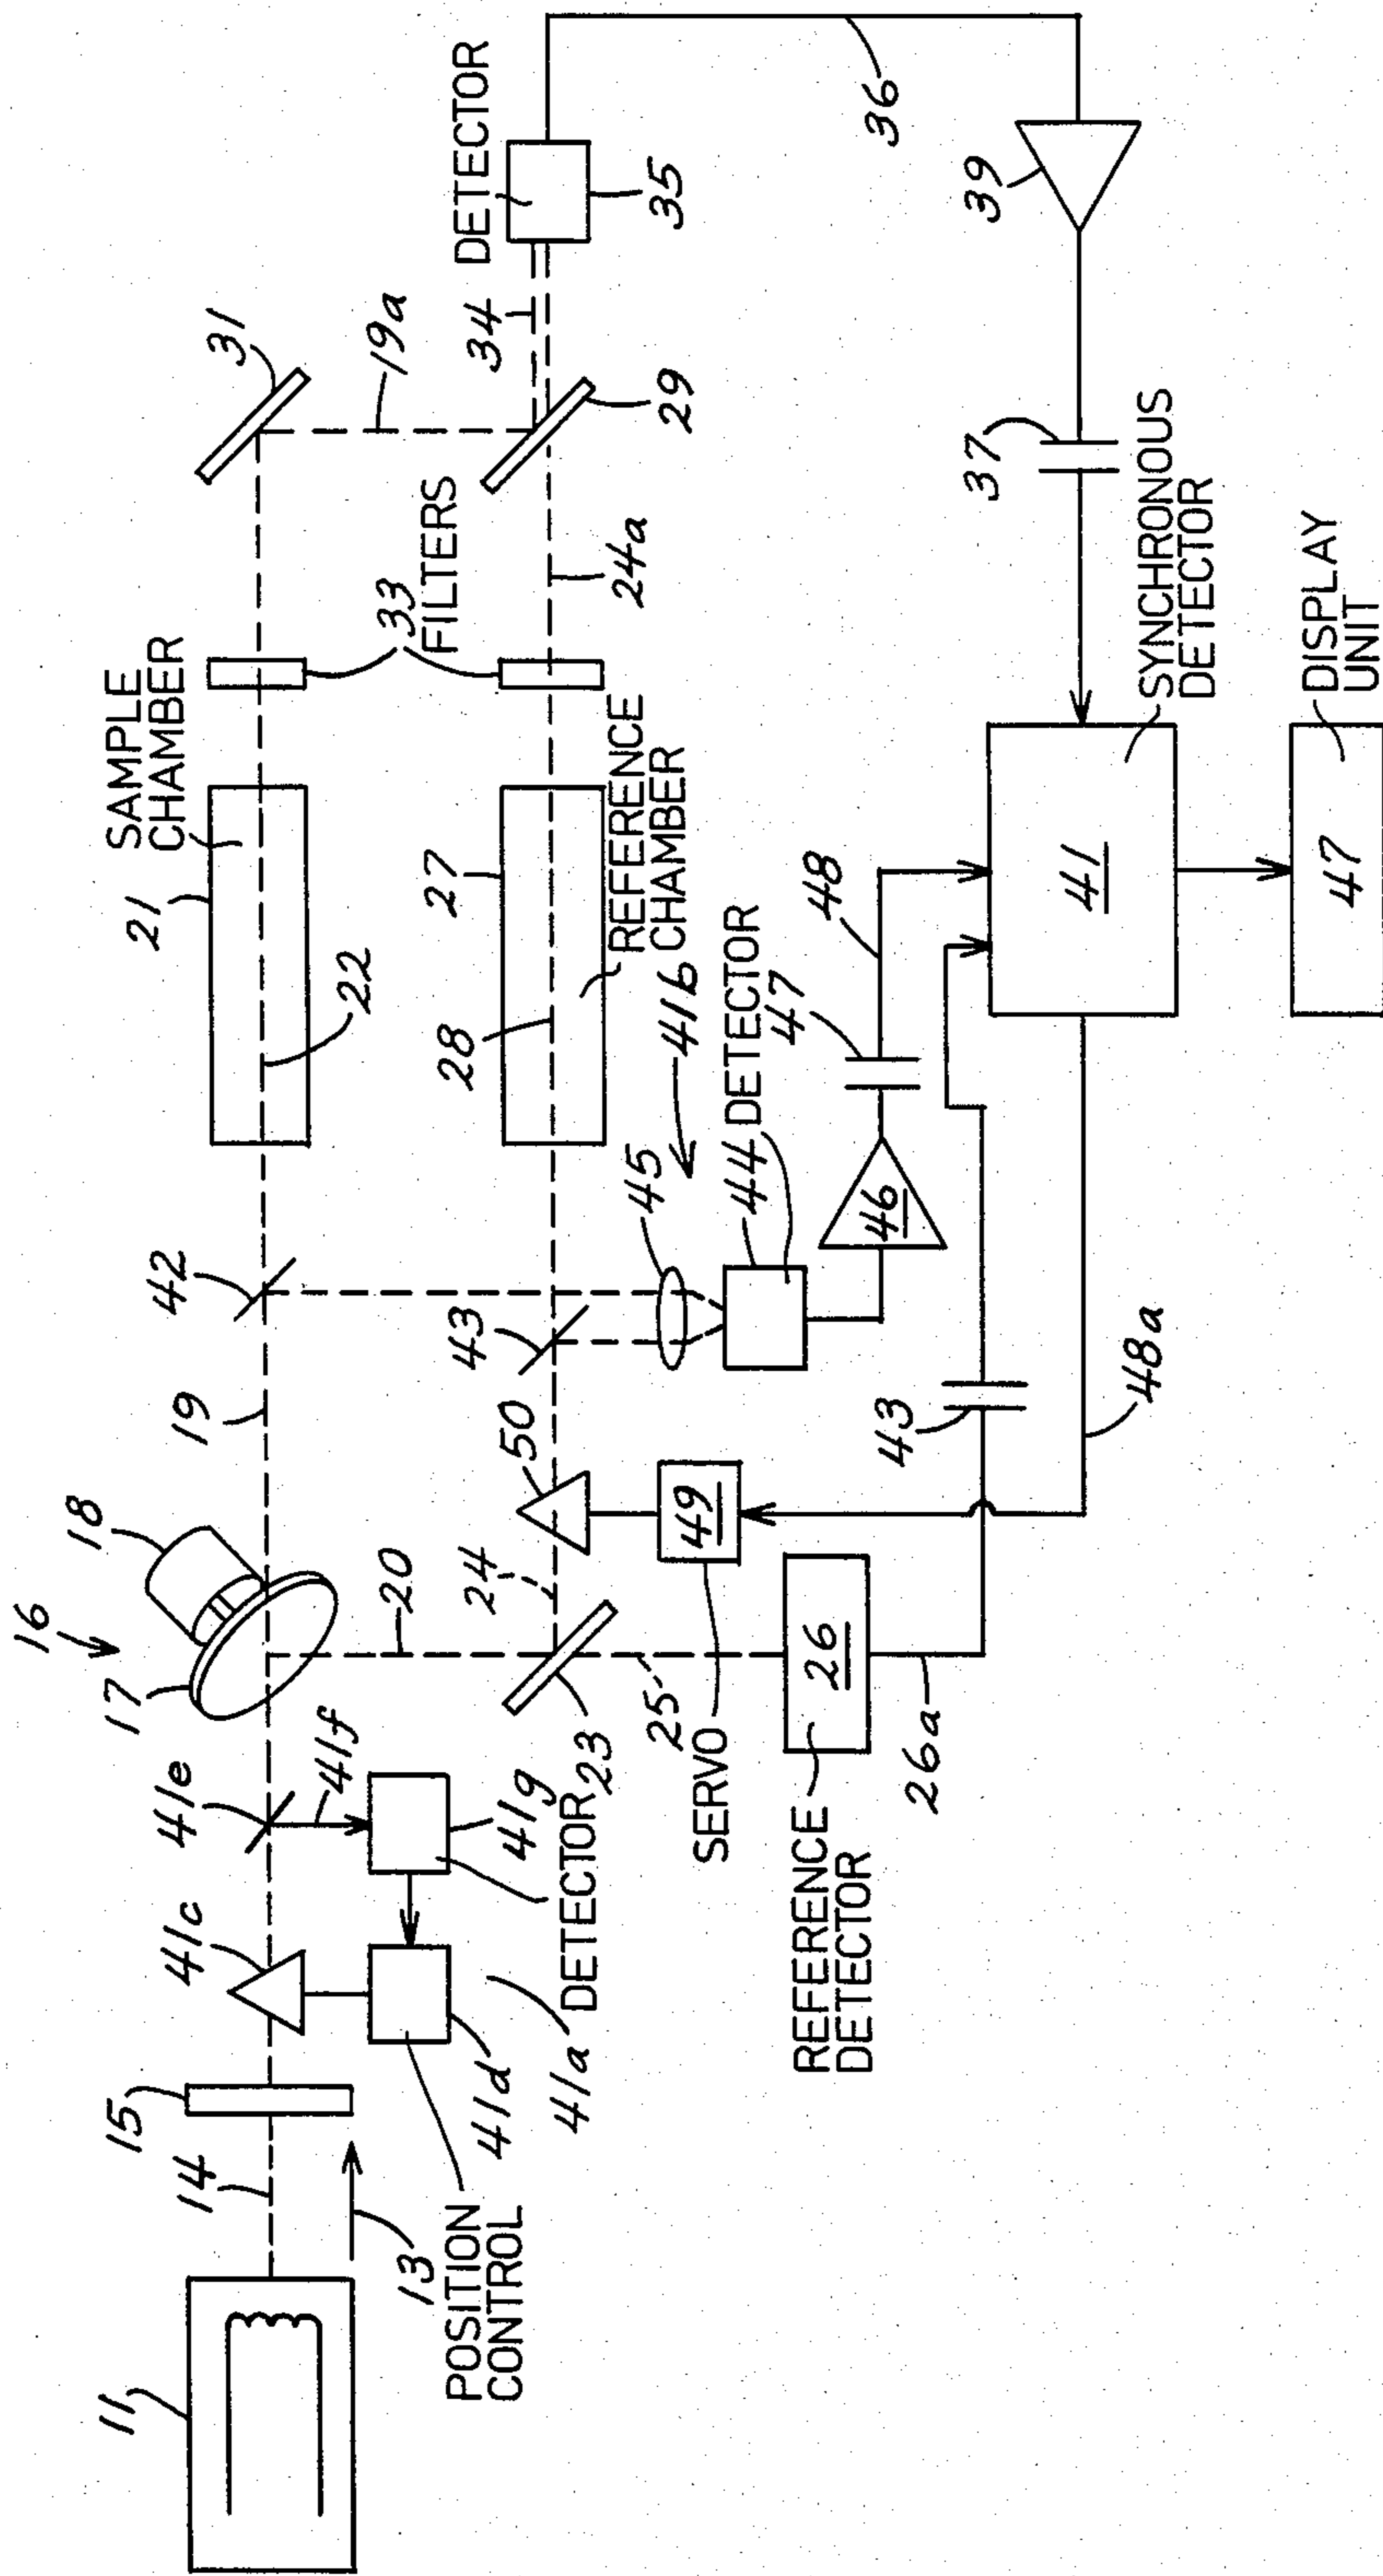 16
18
17
19
42
21
SAMPLE
CHAMBER
22
31
19a
33
FILTERS
11
14
15
13
41c
41e
41f
41g
DETECTOR
41d
POSITION
CONTROL
41a
20
23
24
25
50
43
45
41b
28
27
REFERENCE
CHAMBER
24a
29
34
DETECTOR
35
36
SERVO
49
REFERENCE
DETECTOR
26
26a
44
DETECTOR
46
47
48
43
48a
41
SYNCHRONOUS
DETECTOR
37
39
47
DISPLAY
UNIT